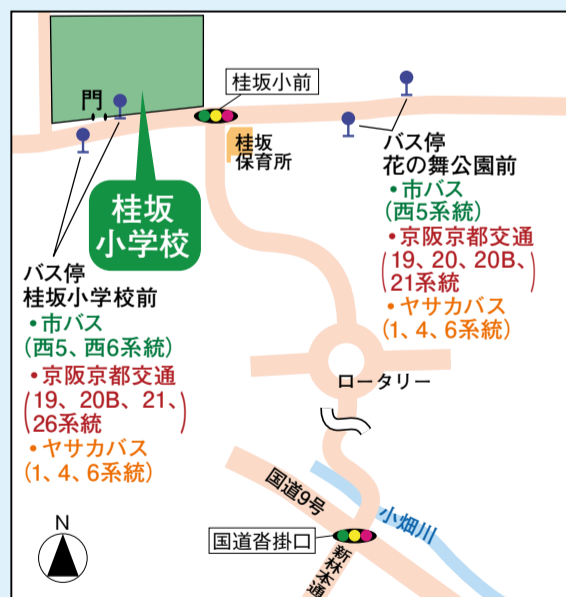 門
桂坂小前
桂坂
保育所
桂坂
小学校
バス停
花の舞公園前
・市バス
(西5系統)
・京阪京都交通
(19、20、20B、
21系統)
・ヤサカバス
(1、4、6系統)
バス停
桂坂小学校前
・市バス
(西5、西6系統)
・京阪京都交通
(19、20B、21、
26系統)
・ヤサカバス
(1、4、6系統)
ロータリー
国道9号
小畑川
国道沓掛口
新林本通
N